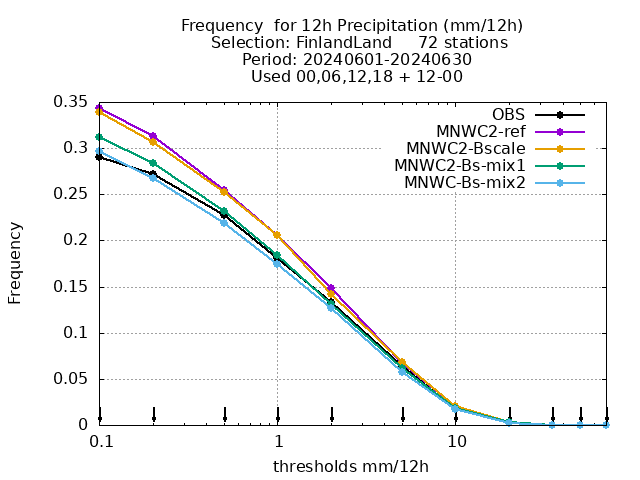 Frequency  for 12h Precipitation (mm/12h)
Selection: FinlandLand     72 stations
Period: 20240601-20240630
Used 00,06,12,18 + 12-00
OBS
MNWC2-ref
MNWC2-Bscale
MNWC2-Bs-mix1
MNWC-Bs-mix2
Frequency
0.35
0.3
0.25
0.2
0.15
0.1
0.05
0
0.1 1 10
thresholds mm/12h